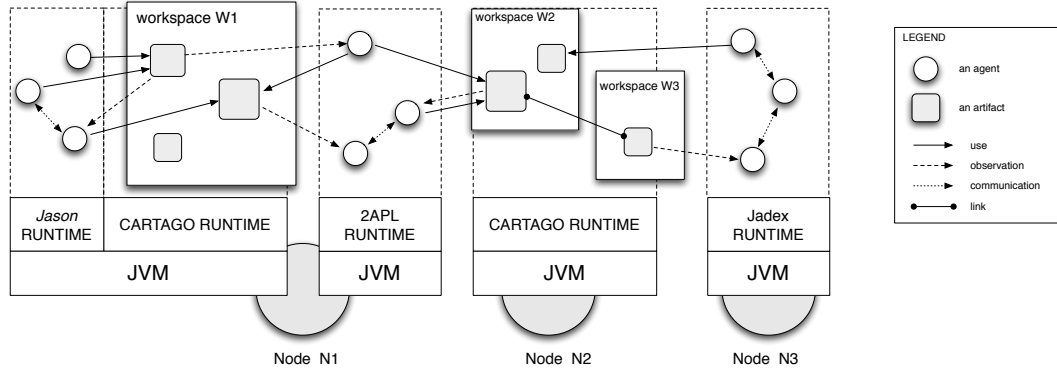 workspace W1
workspace W2
workspace W3
LEGEND
an agent
an artifact
use
observation
communication
link
Jason
RUNTIME
CARTAGO RUNTIME
2APL
RUNTIME
CARTAGO RUNTIME
Jadex
RUNTIME
JVM
JVM
JVM
JVM
Node N1
Node N2
Node N3